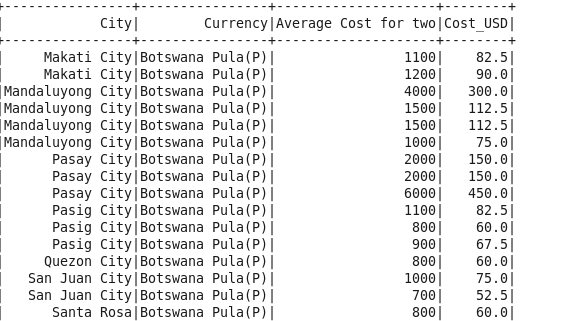 +----------------+----------------+--------------------+--------+
| City| Currency|Average Cost for two|Cost_USD|
+----------------+----------------+--------------------+--------+
| Makati City|Botswana Pula(P)| 1100| 82.5|
| Makati City|Botswana Pula(P)| 1200| 90.0|
|Mandaluyong City|Botswana Pula(P)| 4000| 300.0|
|Mandaluyong City|Botswana Pula(P)| 1500| 112.5|
|Mandaluyong City|Botswana Pula(P)| 1500| 112.5|
|Mandaluyong City|Botswana Pula(P)| 1000| 75.0|
| Pasay City|Botswana Pula(P)| 2000| 150.0|
| Pasay City|Botswana Pula(P)| 2000| 150.0|
| Pasay City|Botswana Pula(P)| 6000| 450.0|
| Pasig City|Botswana Pula(P)| 1100| 82.5|
| Pasig City|Botswana Pula(P)| 800| 60.0|
| Pasig City|Botswana Pula(P)| 900| 67.5|
| Quezon City|Botswana Pula(P)| 800| 60.0|
| San Juan City|Botswana Pula(P)| 1000| 75.0|
| San Juan City|Botswana Pula(P)| 700| 52.5|
| Santa Rosa|Botswana Pula(P)| 800| 60.0|